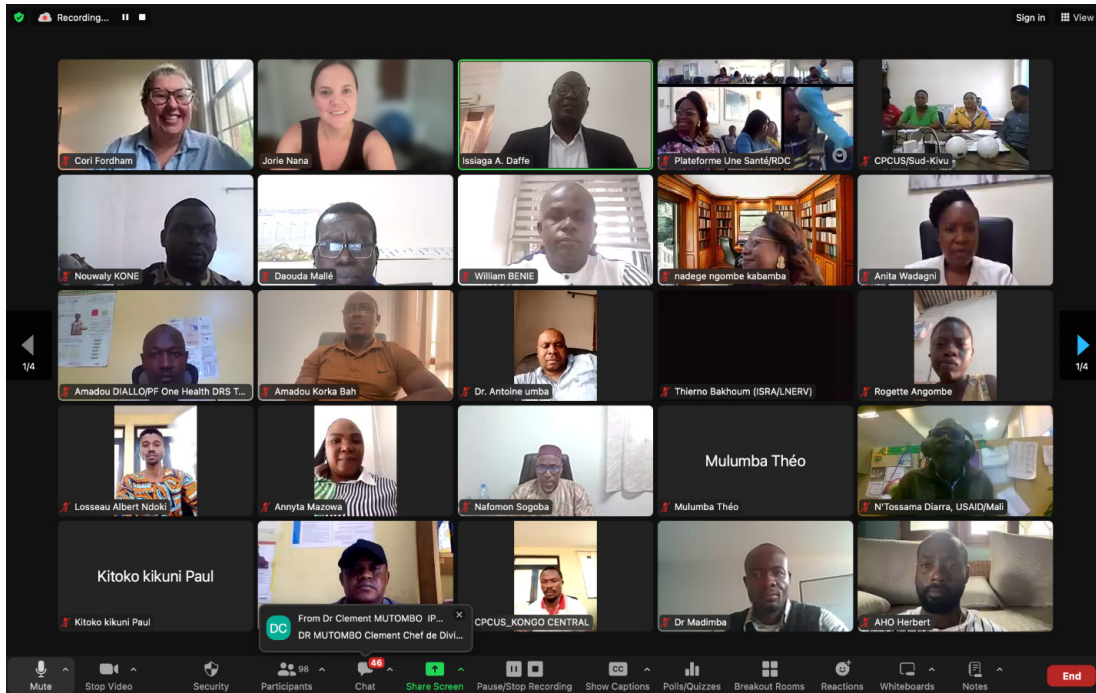 Recording...
Sign in
View
Cori Fordham
Jorie Nana
Issiaga A. Daffe
Plateforme Une Santé/RDC
CPCUS/Sud-Kivu
Nouwaly KONE
Daouda Mallé
William BENIE
nadege ngombe kabamba
Anita Wadagni
1/4
1/4
Amadou DIALLO/PF One Health DRS T...
Amadou Korka Bah
Dr. Antoine umba
Thierno Bakhoum (ISRA/LNERV)
Rogette Angombe
Mulumba Théo
Losseau Albert Ndoki
Annyta Mazowa
Nafomon Sogoba
Mulumba Théo
N'Tossama Diarra, USAID/Mali
Kitoko kikuni Paul
Kitoko kikuni Paul
DC
From Dr Clement MUTOMBO IP...
DR MUTOMBO Clement Chef de Divi...
CPCUS_KONGO CENTRAL
Dr Madimba
AHO Herbert
Mute
Stop Video
Security
Participants
98
Chat
46
Share Screen
Pause/Stop Recording
CC
Show Captions
Polls/Quizzes
Breakout Rooms
Reactions
Whiteboards
Notes
End